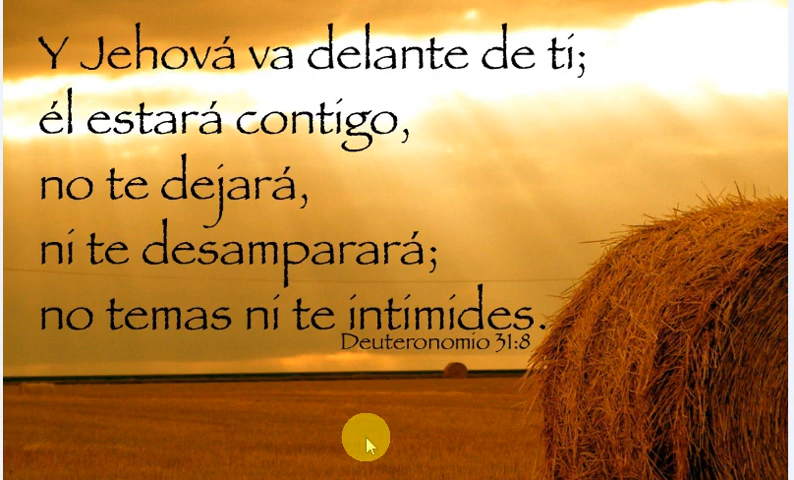 Y Jehová va delante de ti;
él estará contigo,
no te dejará,
ni te desamparará;
no temas ni te intimides.
Deuteronomio 31:8